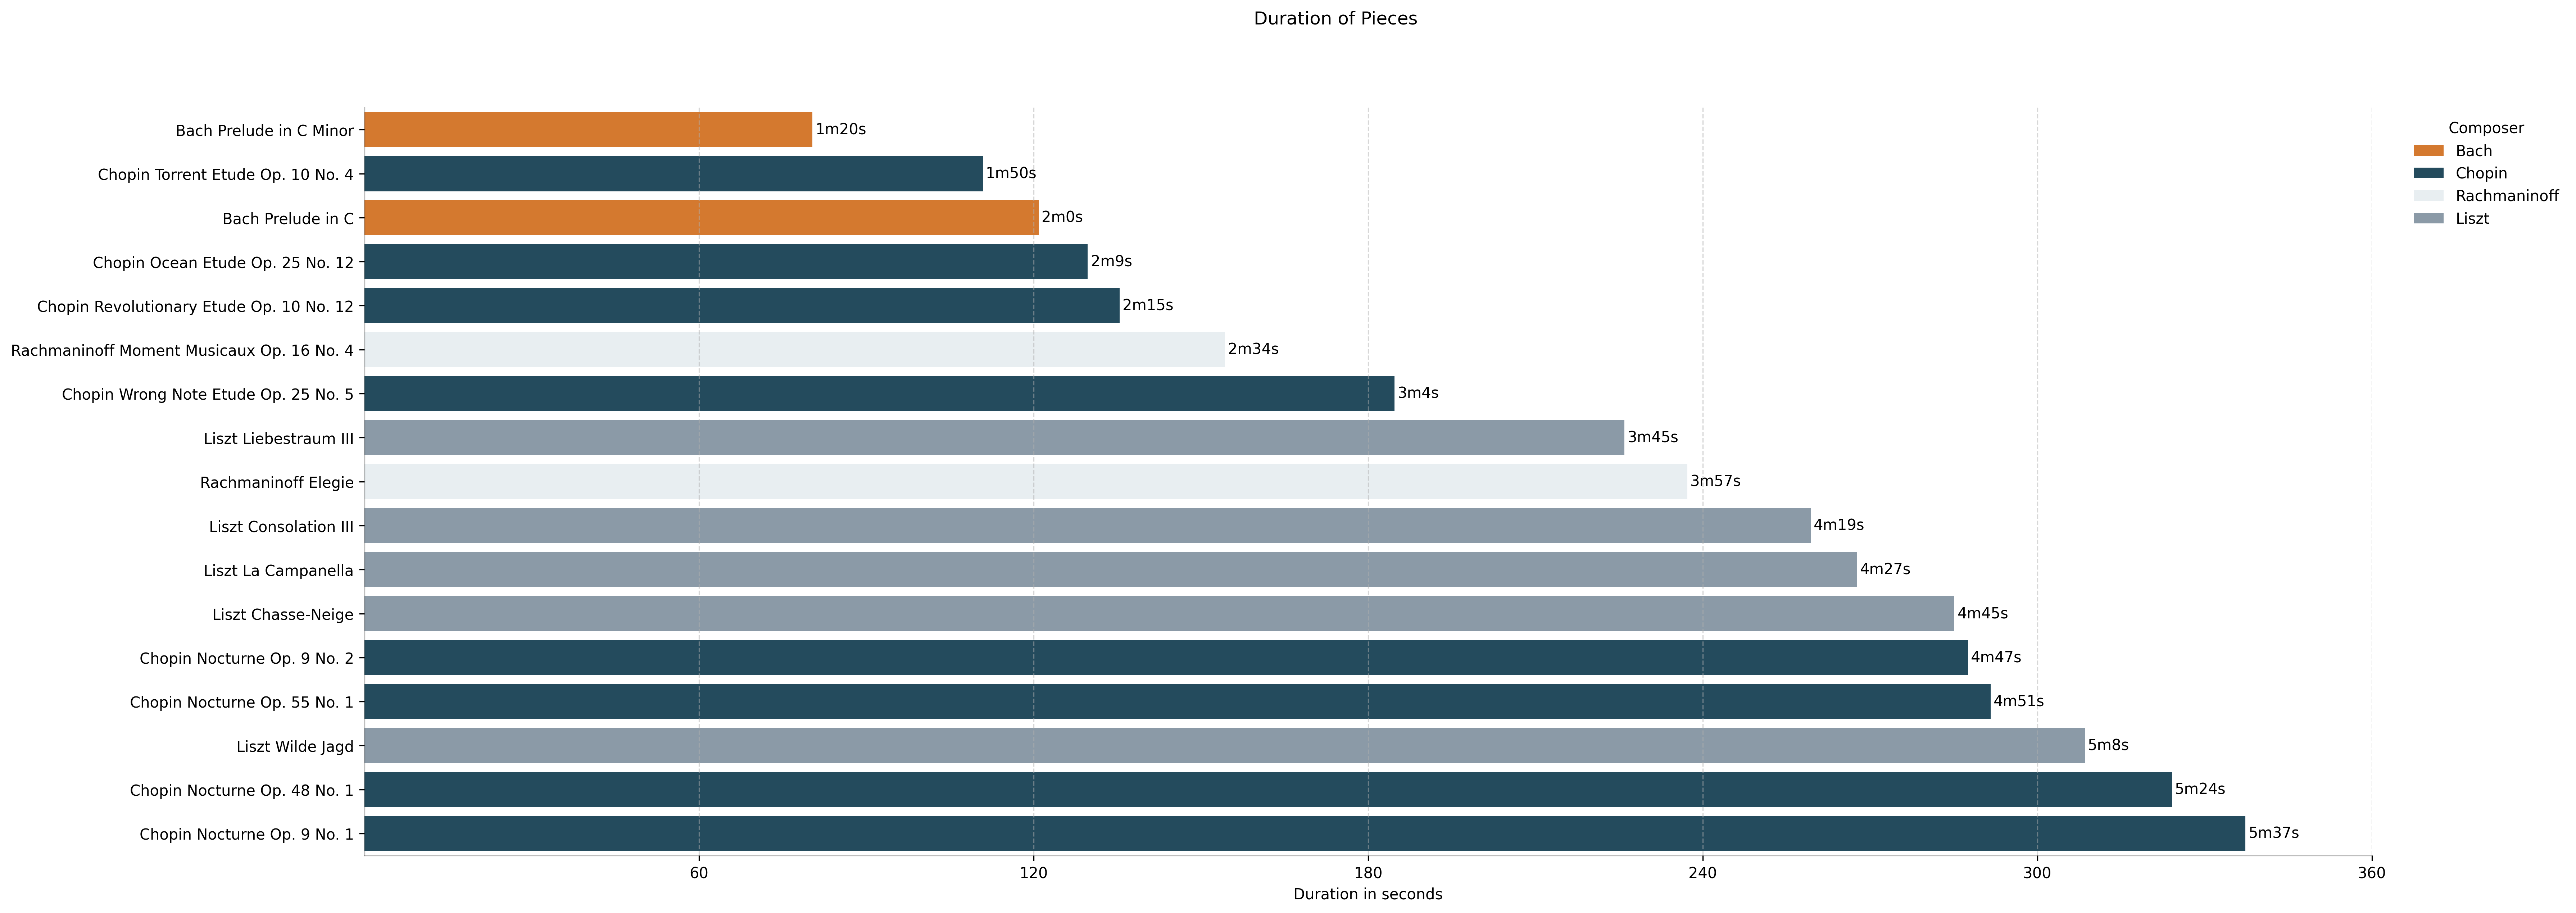 Duration of Pieces
Bach Prelude in C Minor 1m20s
Chopin Torrent Etude Op. 10 No. 4 1m50s
Bach Prelude in C 2m0s
Chopin Ocean Etude Op. 25 No. 12 2m9s
Chopin Revolutionary Etude Op. 10 No. 12 2m15s
Rachmaninoff Moment Musicaux Op. 16 No. 4 2m34s
Chopin Wrong Note Etude Op. 25 No. 5 3m4s
Liszt Liebestraum III 3m45s
Rachmaninoff Elegie 3m57s
Liszt Consolation III 4m19s
Liszt La Campanella 4m27s
Liszt Chasse-Neige 4m45s
Chopin Nocturne Op. 9 No. 2 4m47s
Chopin Nocturne Op. 55 No. 1 4m51s
Liszt Wilde Jagd 5m8s
Chopin Nocturne Op. 48 No. 1 5m24s
Chopin Nocturne Op. 9 No. 1 5m37s
60 120 180 240 300 360
Duration in seconds
Composer
Bach
Chopin
Rachmaninoff
Liszt